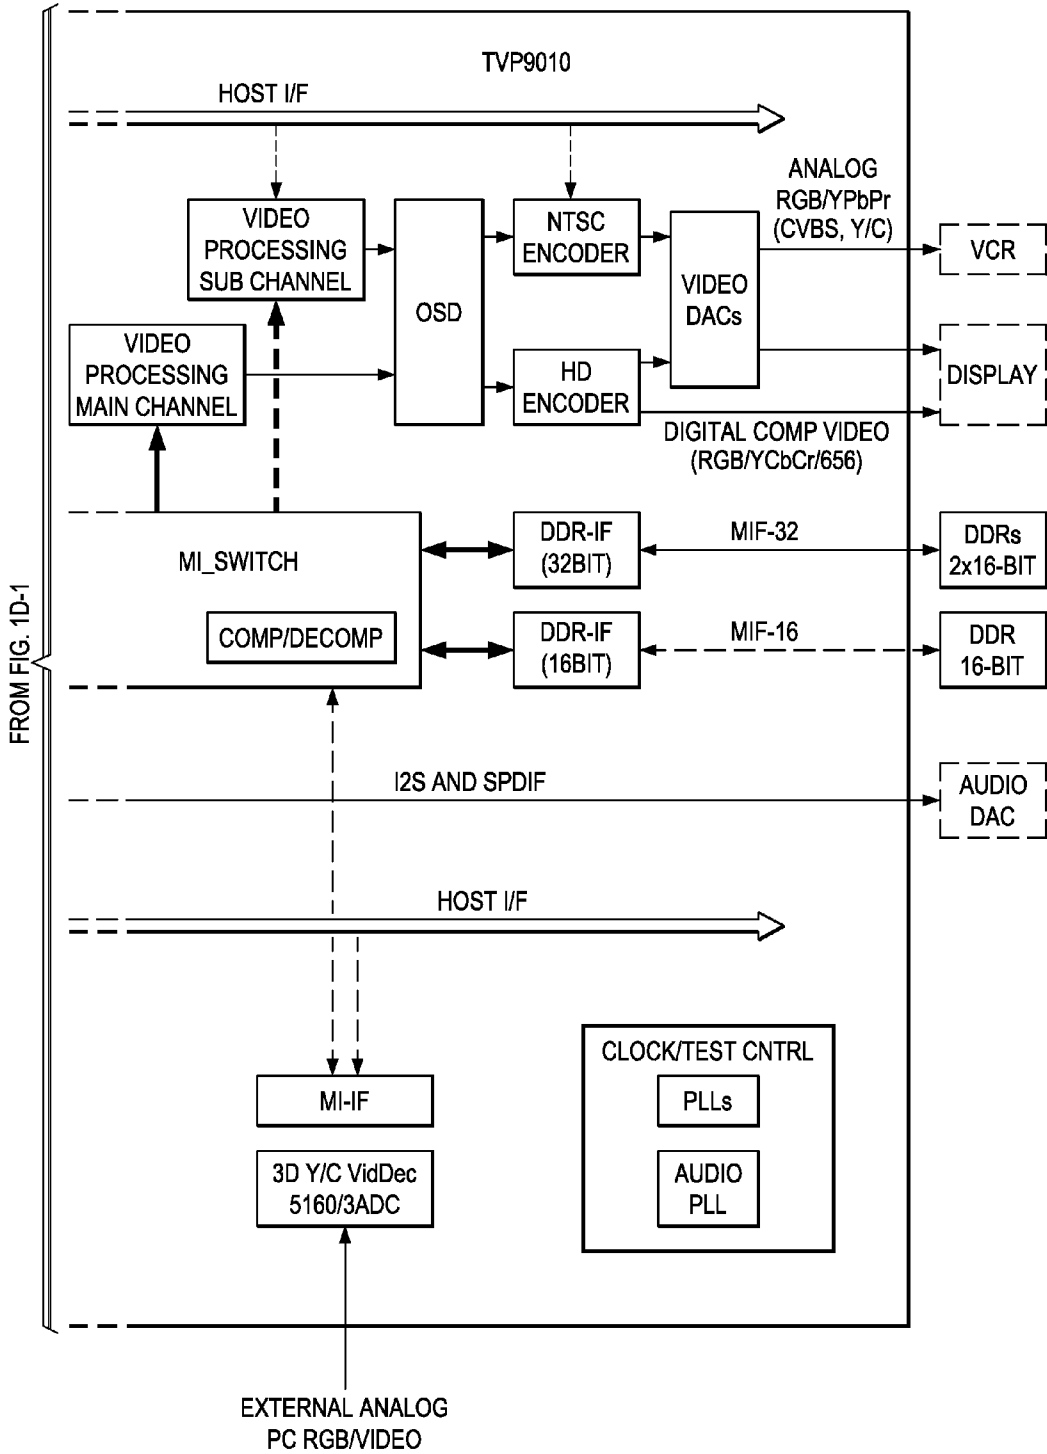 TVP9010
HOST I/F
ANALOG
RGB/YPbPr
(CVBS, Y/C)
VIDEO
PROCESSING
SUB CHANNEL
NTSC
ENCODER
VCR
OSD
VIDEO
DACs
VIDEO
PROCESSING
MAIN CHANNEL
HD
ENCODER
DISPLAY
DIGITAL COMP VIDEO
(RGB/YCbCr/656)
MI_SWITCH
COMP/DECOMP
DDR-IF
(32BIT)
MIF-32
DDRs
2x16-BIT
DDR-IF
(16BIT)
MIF-16
DDR
16-BIT
FROM FIG. 1D-1
I2S AND SPDIF
AUDIO
DAC
HOST I/F
CLOCK/TEST CNTRL
MI-IF
PLLs
3D Y/C VidDec
5160/3ADC
AUDIO
PLL
EXTERNAL ANALOG
PC RGB/VIDEO